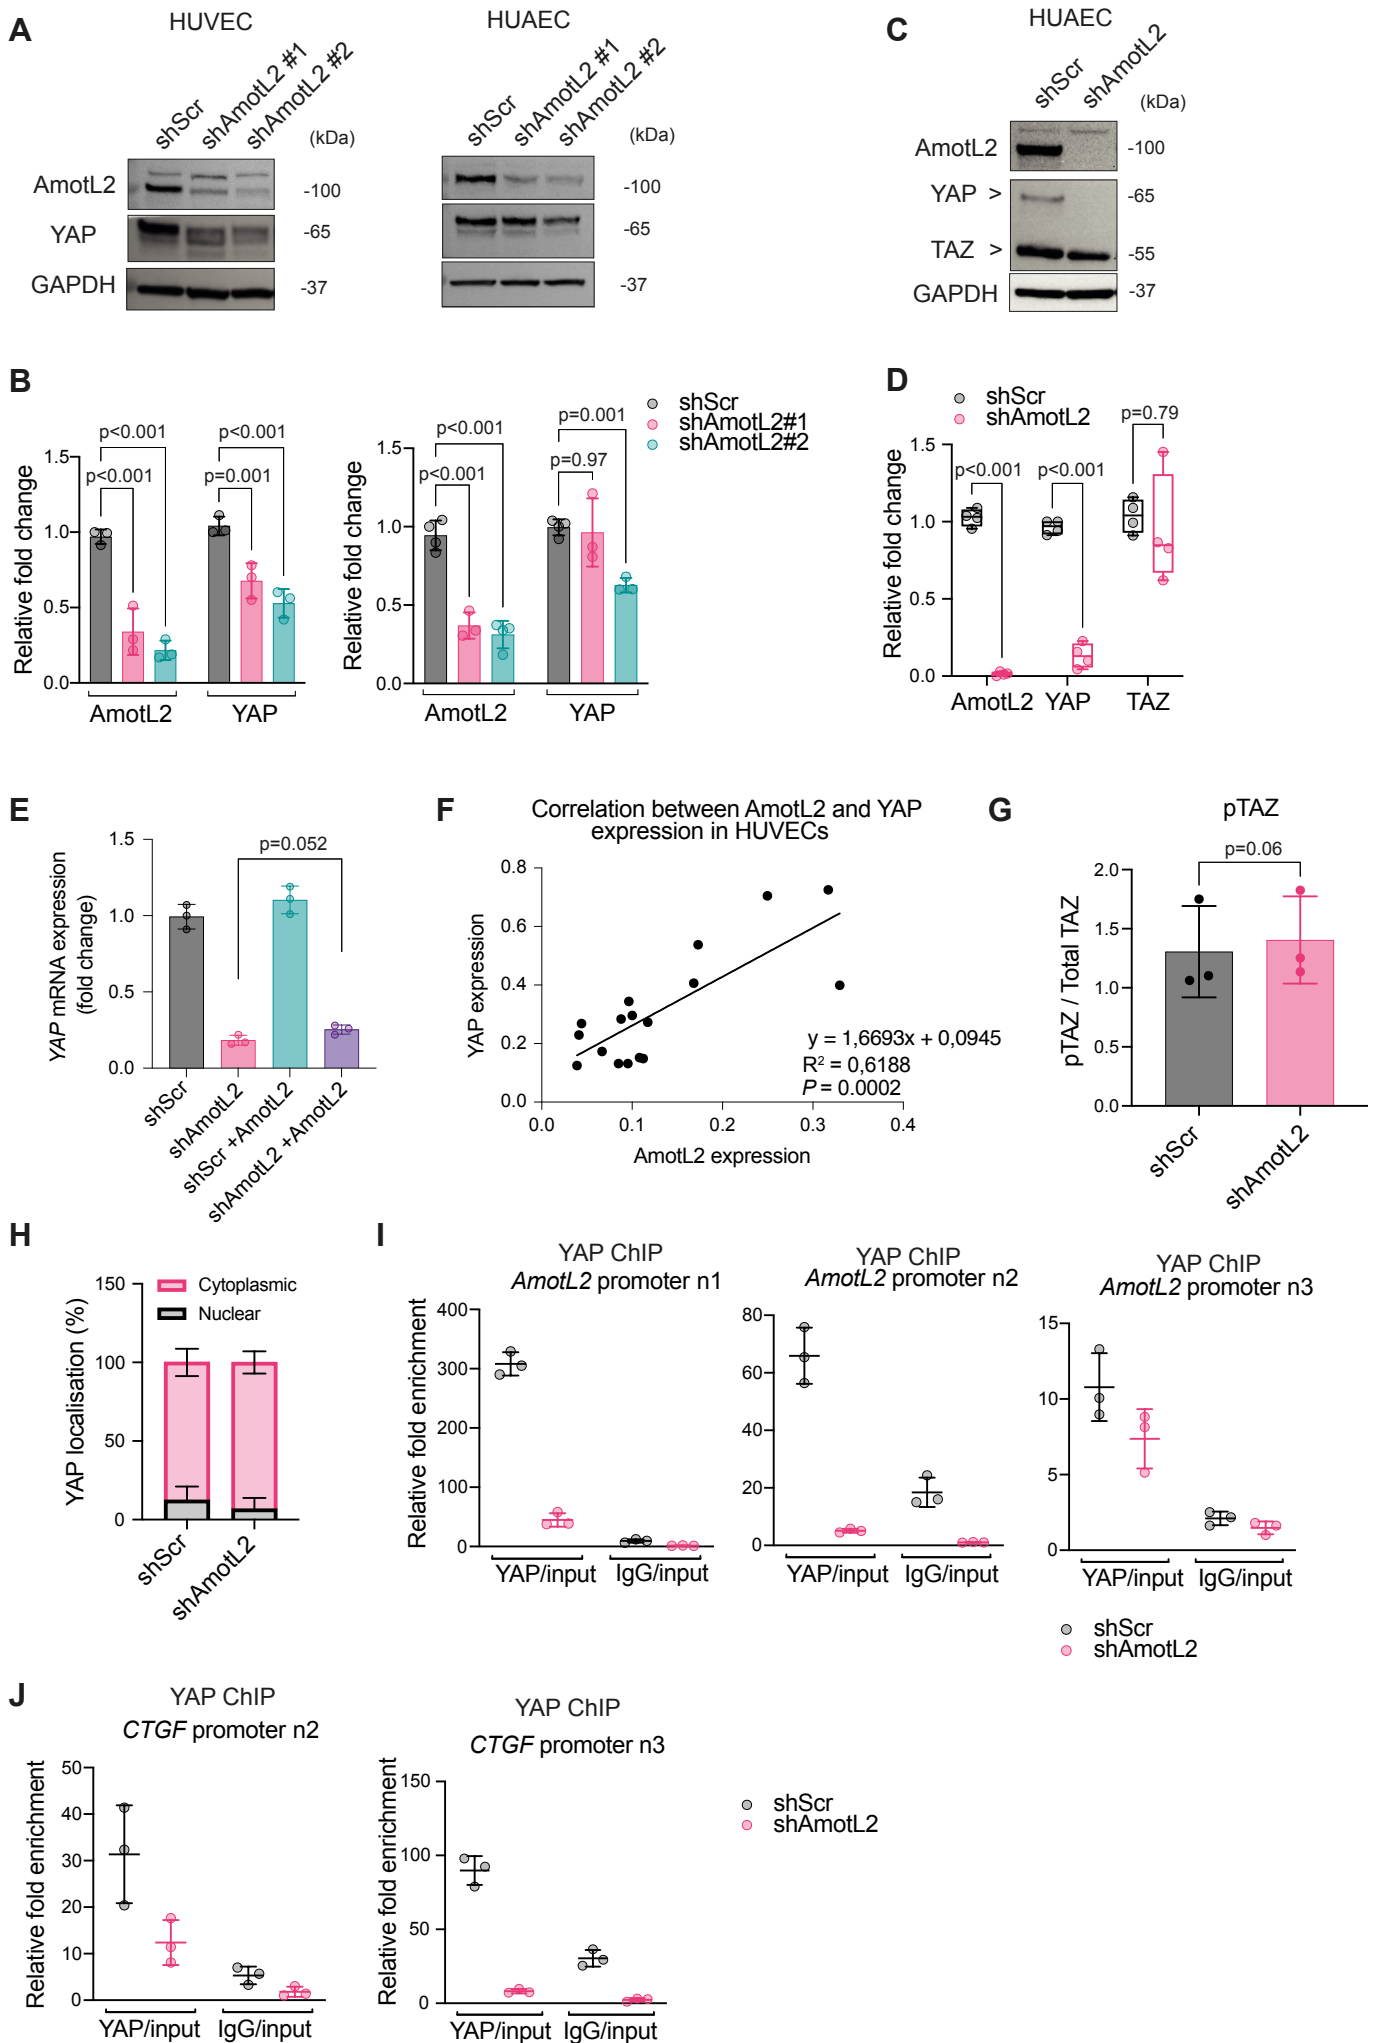 A
HUVEC
shScr
shAmotL2 #1
shAmotL2 #2
(kDa)
AmotL2
-100
YAP
-65
GAPDH
-37
HUAEC
shScr
shAmotL2 #1
shAmotL2 #2
(kDa)
-100
-65
-37
C
HUAEC
shScr
shAmotL2
(kDa)
AmotL2
-100
YAP >
-65
TAZ >
-55
GAPDH
-37
B
Relative fold change
1.5
1.0
0.5
0.0
p<0.001
p<0.001
p<0.001
p=0.001
AmotL2
YAP
Relative fold change
1.5
1.0
0.5
0.0
p<0.001
p<0.001
p=0.001
p=0.97
AmotL2
YAP
shScr
shAmotL2#1
shAmotL2#2
D
shScr
shAmotL2
Relative fold change
1.5
1.0
0.5
0.0
p<0.001
p<0.001
p=0.79
AmotL2
YAP
TAZ
E
YAP mRNA expression
(fold change)
1.5
1.0
0.5
0.0
p=0.052
shScr
shAmotL2
shScr +AmotL2
shAmotL2 +AmotL2
F
Correlation between AmotL2 and YAP
expression in HUVECs
YAP expression
0.8
0.6
0.4
0.2
0.0
y = 1,6693x + 0,0945
R² = 0,6188
P = 0.0002
0.0
0.1
0.2
0.3
0.4
AmotL2 expression
G
pTAZ
p=0.06
pTAZ / Total TAZ
2.0
1.5
1.0
0.5
0.0
shScr
shAmotL2
H
YAP localisation (%)
150
100
50
0
Cytoplasmic
Nuclear
shScr
shAmotL2
I
YAP ChIP
AmotL2 promoter n1
Relative fold enrichment
400
300
200
100
0
YAP/input
IgG/input
YAP ChIP
AmotL2 promoter n2
80
60
40
20
0
YAP/input
IgG/input
YAP ChIP
AmotL2 promoter n3
15
10
5
0
YAP/input
IgG/input
shScr
shAmotL2
J
YAP ChIP
CTGF promoter n2
Relative fold enrichment
50
40
30
20
10
0
YAP/input
IgG/input
YAP ChIP
CTGF promoter n3
Relative fold enrichment
150
100
50
0
YAP/input
IgG/input
shScr
shAmotL2